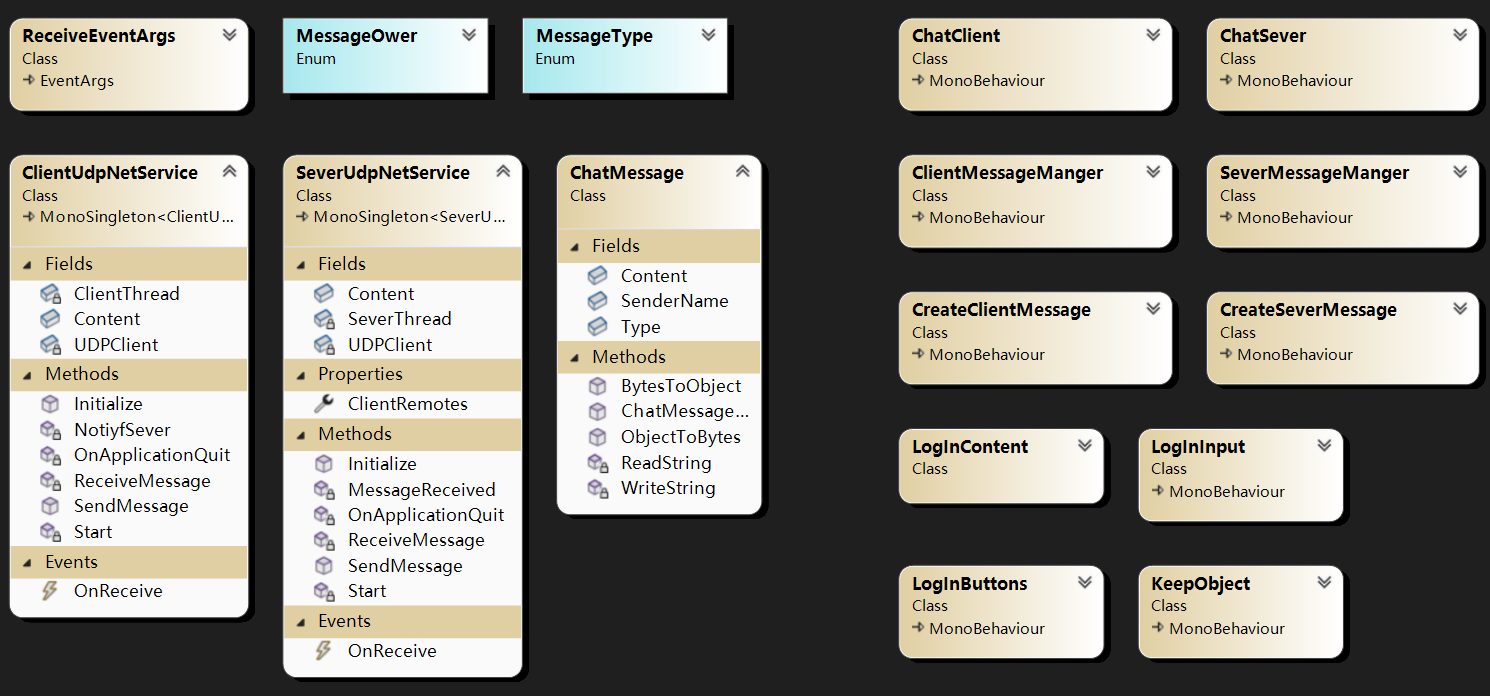 ReceiveEventArgs
Class
EventArgs
MessageOwer
Enum
MessageType
Enum
ChatClient
Class
MonoBehaviour
ChatSever
Class
MonoBehaviour
ClientUdpNetService
Class
MonoSingleton<ClientU...
Fields
ClientThread
Content
UDPClient
Methods
Initialize
NotiyfSever
OnApplicationQuit
ReceiveMessage
SendMessage
Start
Events
OnReceive
SeverUdpNetService
Class
MonoSingleton<SeverU...
Fields
Content
SeverThread
UDPClient
Properties
ClientRemotes
Methods
Initialize
MessageReceived
OnApplicationQuit
ReceiveMessage
SendMessage
Start
Events
OnReceive
ChatMessage
Class
Fields
Content
SenderName
Type
Methods
BytesToObject
ChatMessage...
ObjectToBytes
ReadString
WriteString
ClientMessageManger
Class
MonoBehaviour
SeverMessageManger
Class
MonoBehaviour
CreateClientMessage
Class
MonoBehaviour
CreateSeverMessage
Class
MonoBehaviour
LogInContent
Class
LogInInput
Class
MonoBehaviour
LogInButtons
Class
MonoBehaviour
KeepObject
Class
MonoBehaviour